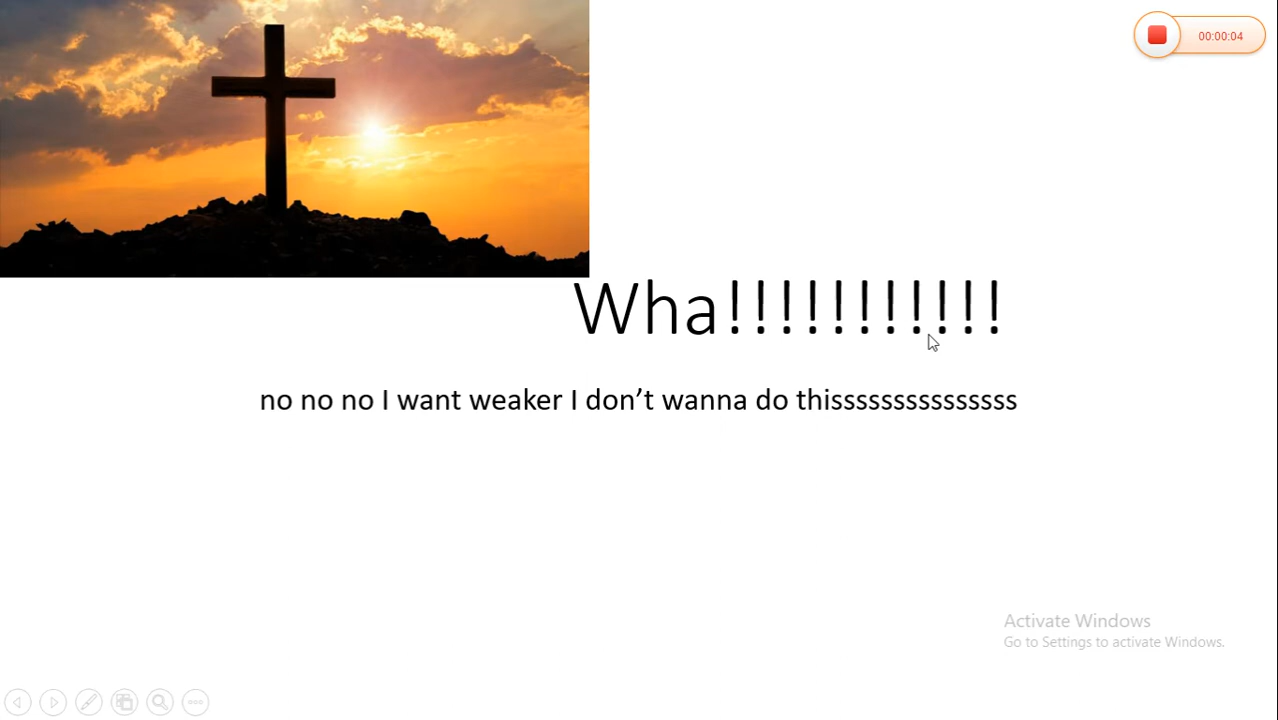 00:00:04
Wha!!!!!!!!!!!
no no no I want weaker I don’t wanna do thisssssssssssssss
Activate Windows
Go to Settings to activate Windows.